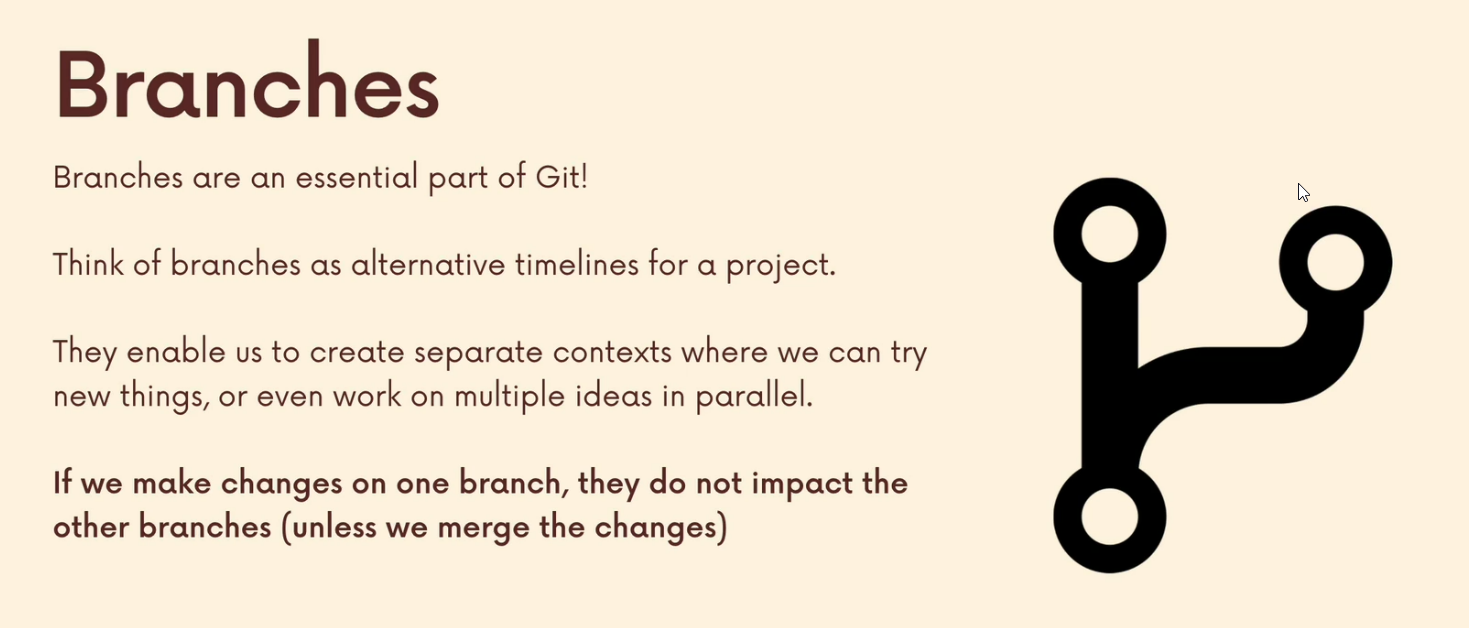 Branches
Branches are an essential part of Git!
Think of branches as alternative timelines for a project.
They enable us to create separate contexts where we can try
new things, or even work on multiple ideas in parallel.
If we make changes on one branch, they do not impact the
other branches (unless we merge the changes)